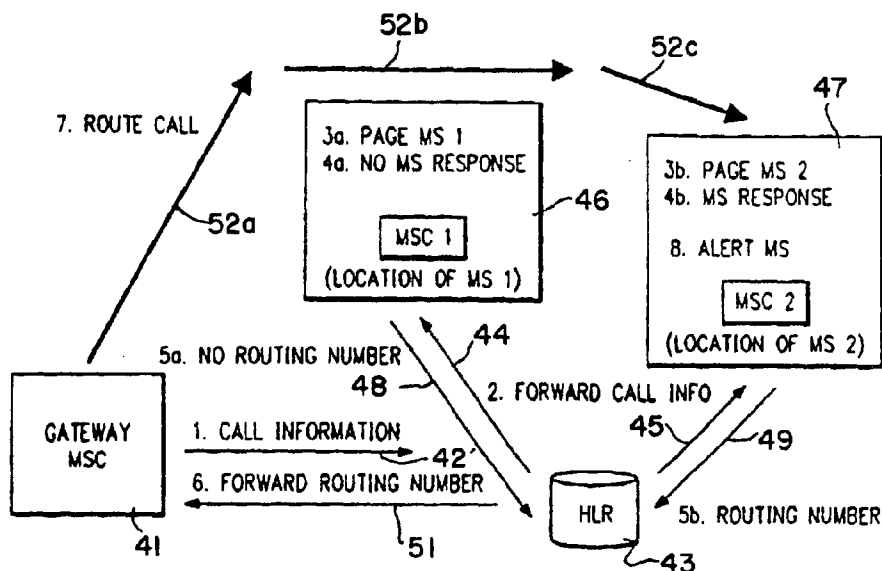 52b
52c
47
7. ROUTE CALL
3a. PAGE MS 1
4a. NO MS RESPONSE
3b. PAGE MS 2
4b. MS RESPONSE
52a
46
MSC 1
8. ALERT MS
(LOCATION OF MS 1)
MSC 2
44
(LOCATION OF MS 2)
5a. NO ROUTING NUMBER
48
2. FORWARD CALL INFO
GATEWAY
MSC
1. CALL INFORMATION
45
49
42'
6. FORWARD ROUTING NUMBER
HLR
5b. ROUTING NUMBER
41
51
43